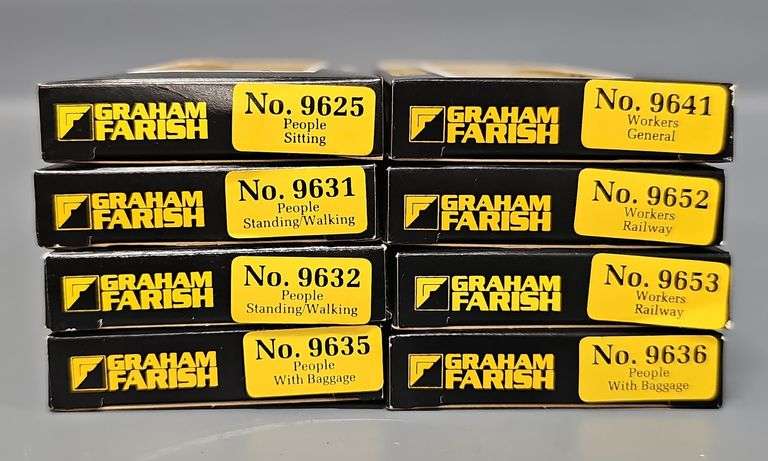 GRAHAM
FARISH
No. 9625
People
Sitting
GRAHAM
FARISH
No. 9631
People
Standing/Walking
GRAHAM
FARISH
No. 9632
People
Standing/Walking
GRAHAM
FARISH
No. 9635
People
With Baggage
GRAHAM
FARISH
No. 9641
Workers
General
GRAHAM
FARISH
No. 9652
Workers
Railway
GRAHAM
FARISH
No. 9653
Workers
Railway
GRAHAM
FARISH
No. 9636
People
With Baggage